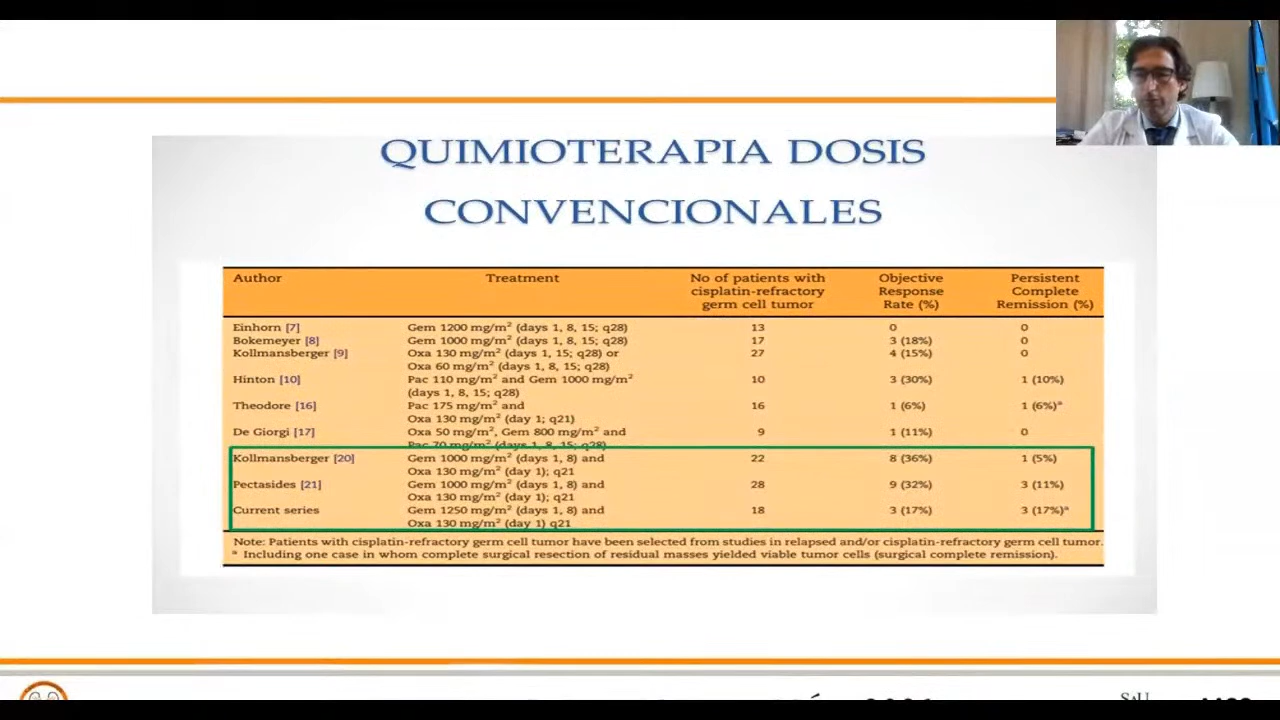 QUIMIOTERAPIA DOSIS
CONVENCIONALES
Author Treatment No of patients with cisplatin-refractory germ cell tumor Objective Response Rate (%) Persistent Complete Remission (%)
Einhorn [7] Gem 1200 mg/m² (days 1, 8, 15; q28) 13 0 0
Bokemeyer [8] Gem 1000 mg/m² (days 1, 8, 15; q28) 17 3 (18%) 0
Kollmansberger [9] Oxa 130 mg/m² (days 1, 15; q28) or 27 4 (15%) 0
Oxa 60 mg/m² (days 1, 8, 15; q28)
Hinton [10] Pac 110 mg/m² and Gem 1000 mg/m² 10 3 (30%) 1 (10%)
(days 1, 8, 15; q28)
Theodore [16] Pac 175 mg/m² and 16 1 (6%) 1 (6%)ᵃ
Oxa 130 mg/m² (day 1; q21)
De Giorgi [17] Oxa 50 mg/m², Gem 800 mg/m² and 9 1 (11%) 0
Pac 70 mg/m² (days 1, 8, 15; q28)
Kollmansberger [20] Gem 1000 mg/m² (days 1, 8) and 22 8 (36%) 1 (5%)
Oxa 130 mg/m² (day 1); q21
Pectasides [21] Gem 1000 mg/m² (days 1, 8) and 28 9 (32%) 3 (11%)
Oxa 130 mg/m² (day 1); q21
Current series Gem 1250 mg/m² (days 1, 8) and 18 3 (17%) 3 (17%)ᵃ
Oxa 130 mg/m² (day 1) q21
Note: Patients with cisplatin-refractory germ cell tumor have been selected from studies in relapsed and/or cisplatin-refractory germ cell tumor.
ᵃ Including one case in whom complete surgical resection of residual masses yielded viable tumor cells (surgical complete remission).